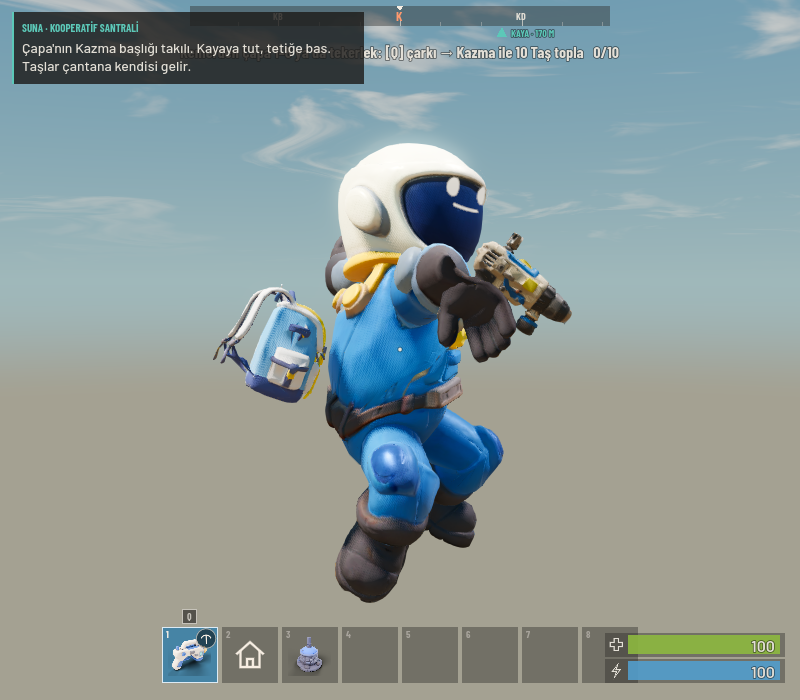 KB
K
KD
SUNA · KOOPERATİF SANTRALİ
Çapa'nın Kazma başlığı takılı. Kayaya tut, tetiğe bas.
Taşlar çantana kendisi gelir.
KAYA · 170 M
[Q] çarkı → Kazma ile 10 Taş topla 0/10
Q
1
2
3
4
5
6
7
8
100
100